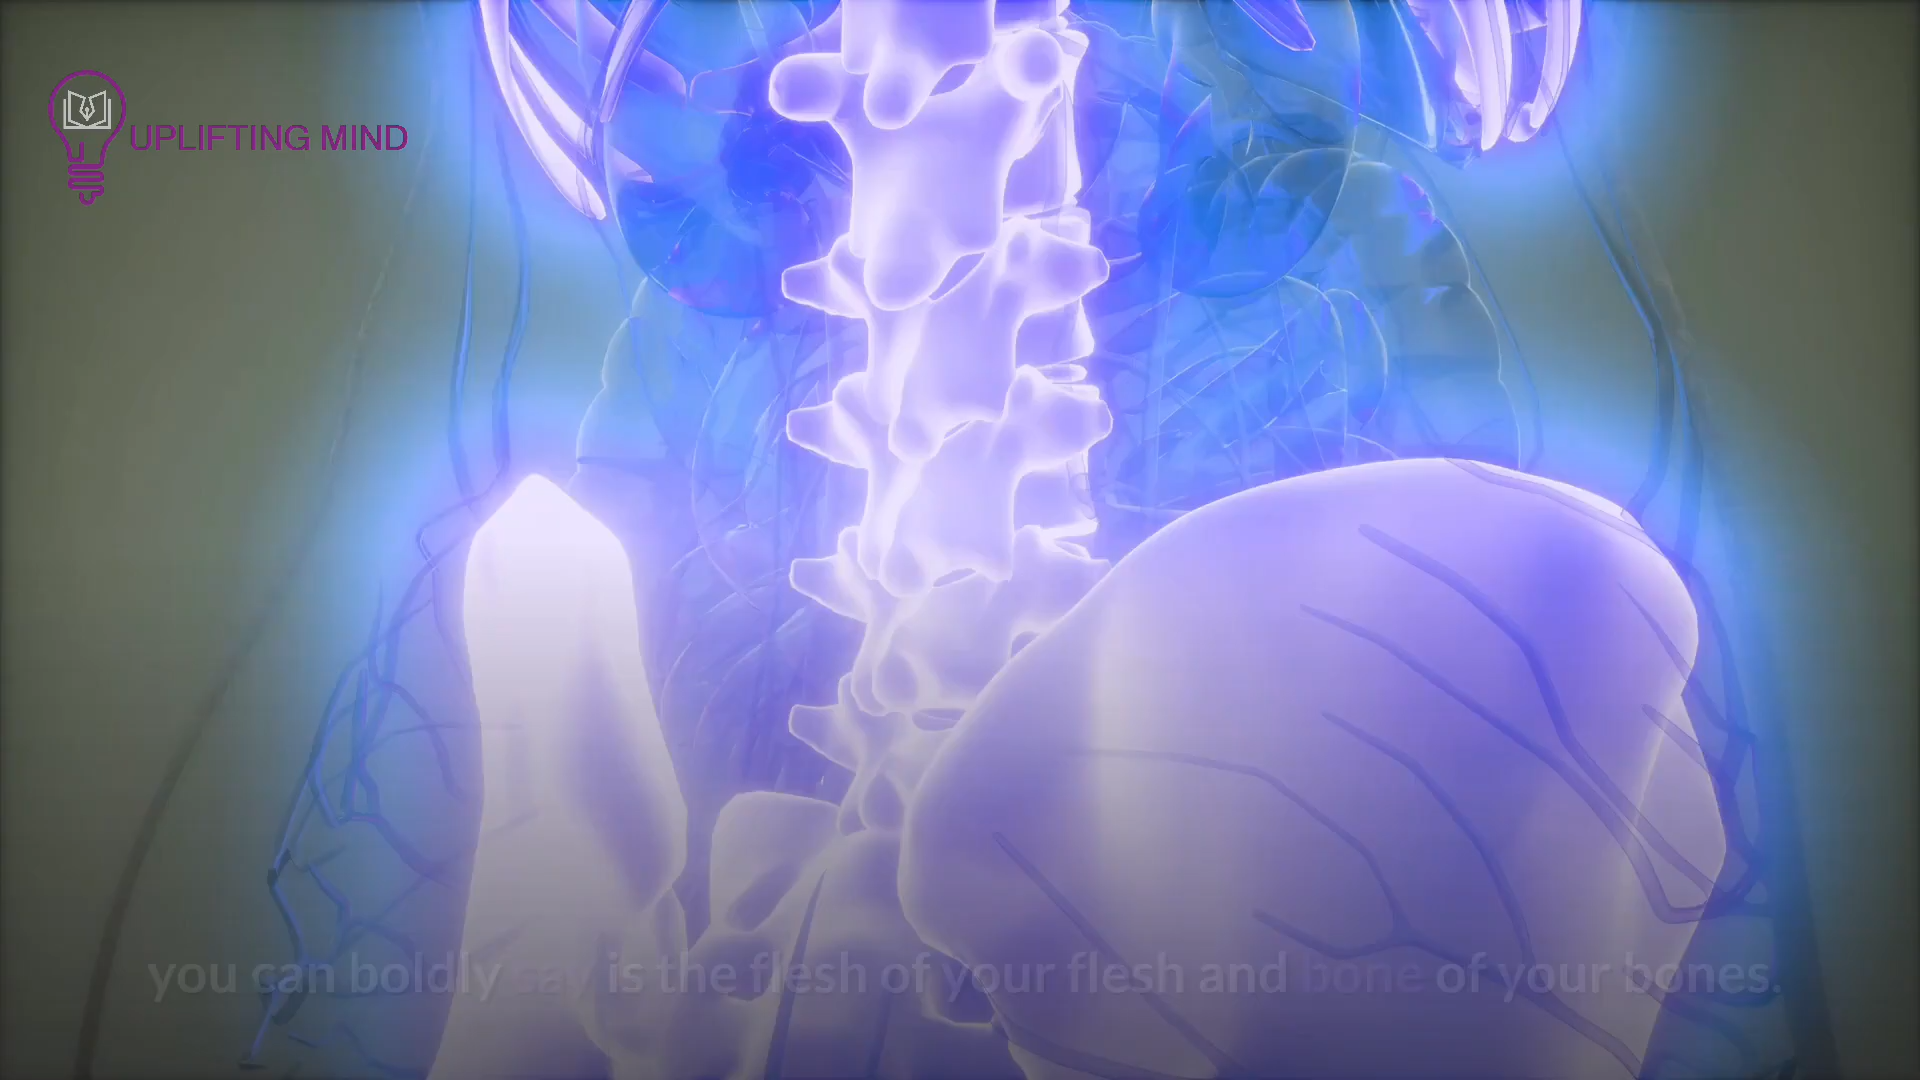 UPLIFTING MIND
you can boldly say is the flesh of your flesh and bone of your bones.